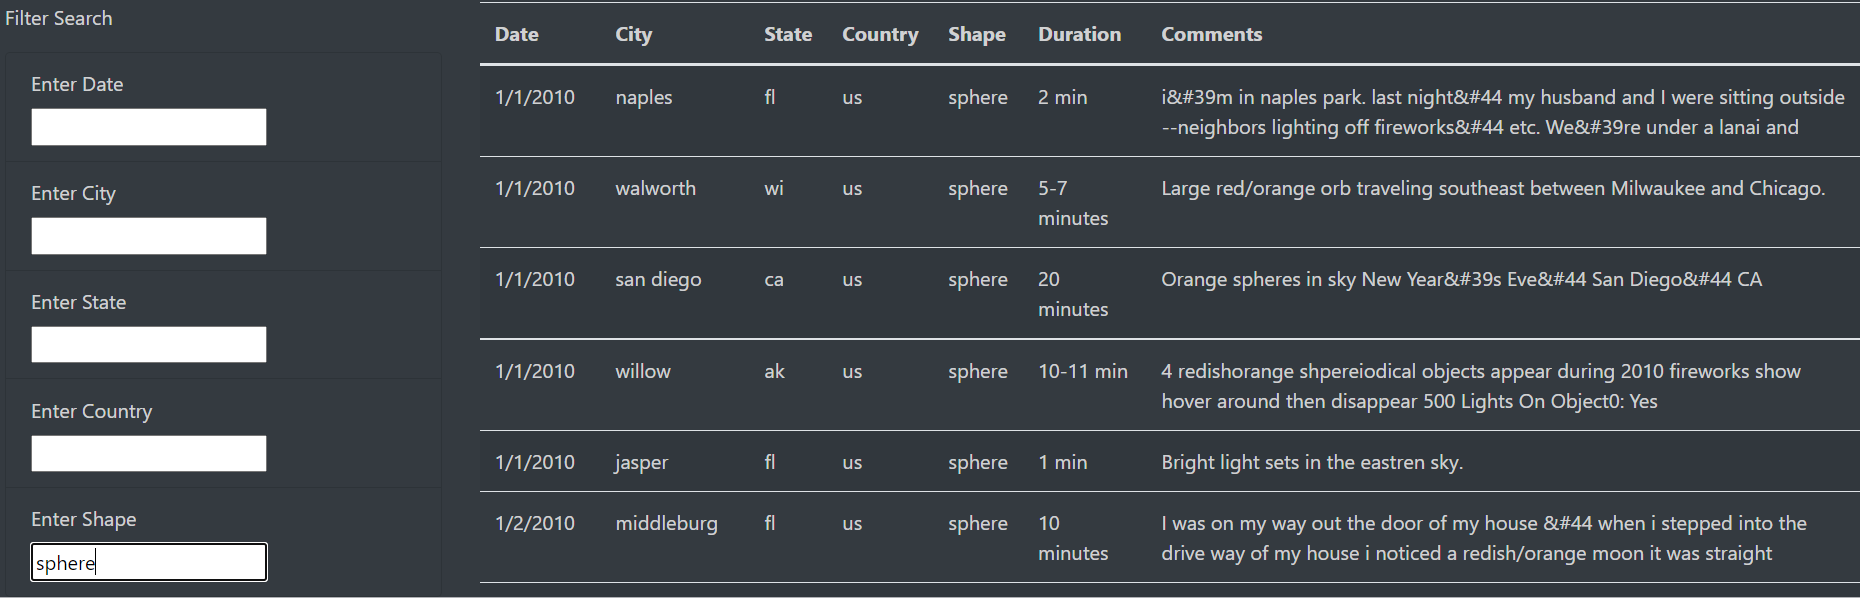 Filter Search
Enter Date
Enter City
Enter State
Enter Country
Enter Shape
sphere
Date City State Country Shape Duration Comments
1/1/2010 naples fl us sphere 2 min i&#39m in naples park. last night&#44 my husband and I were sitting outside
--neighbors lighting off fireworks&#44 etc. We&#39re under a lanai and
1/1/2010 walworth wi us sphere 5-7 Large red/orange orb traveling southeast between Milwaukee and Chicago.
minutes
1/1/2010 san diego ca us sphere 20 Orange spheres in sky New Year&#39s Eve&#44 San Diego&#44 CA
minutes
1/1/2010 willow ak us sphere 10-11 min 4 redishorange shpereiodical objects appear during 2010 fireworks show
hover around then disappear 500 Lights On Object0: Yes
1/1/2010 jasper fl us sphere 1 min Bright light sets in the eastren sky.
1/2/2010 middleburg fl us sphere 10 I was on my way out the door of my house &#44 when i stepped into the
minutes drive way of my house i noticed a redish/orange moon it was straight